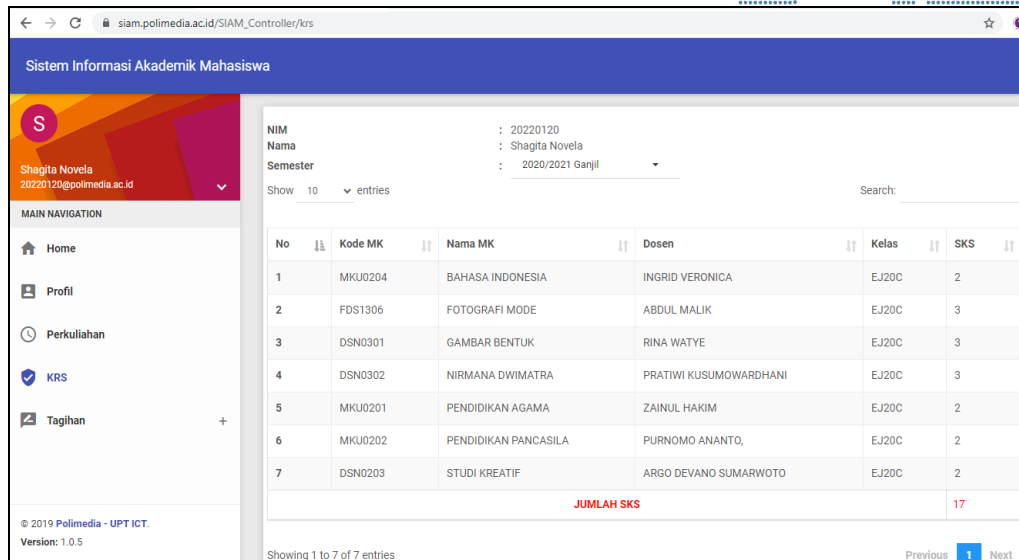 siam.polimedia.ac.id/SIAM_Controller/krs
Sistem Informasi Akademik Mahasiswa
S
Shagita Novela
20220120@polimedia.ac.id
MAIN NAVIGATION
Home
Profil
Perkuliahan
KRS
Tagihan +
© 2019 Polimedia - UPT ICT.
Version: 1.0.5
NIM : 20220120
Nama : Shagita Novela
Semester : 2020/2021 Ganjil
Show 10 entries Search:
No Kode MK Nama MK Dosen Kelas SKS
1 MKU0204 BAHASA INDONESIA INGRID VERONICA EJ20C 2
2 FDS1306 FOTOGRAFI MODE ABDUL MALIK EJ20C 3
3 DSN0301 GAMBAR BENTUK RINA WATYE EJ20C 3
4 DSN0302 NIRMANA DWIMATRA PRATIWI KUSUMOWARDHANI EJ20C 3
5 MKU0201 PENDIDIKAN AGAMA ZAINUL HAKIM EJ20C 2
6 MKU0202 PENDIDIKAN PANCASILA PURNOMO ANANTO, EJ20C 2
7 DSN0203 STUDI KREATIF ARGO DEVANO SUMARWOTO EJ20C 2
JUMLAH SKS 17
Showing 1 to 7 of 7 entries Previous 1 Next